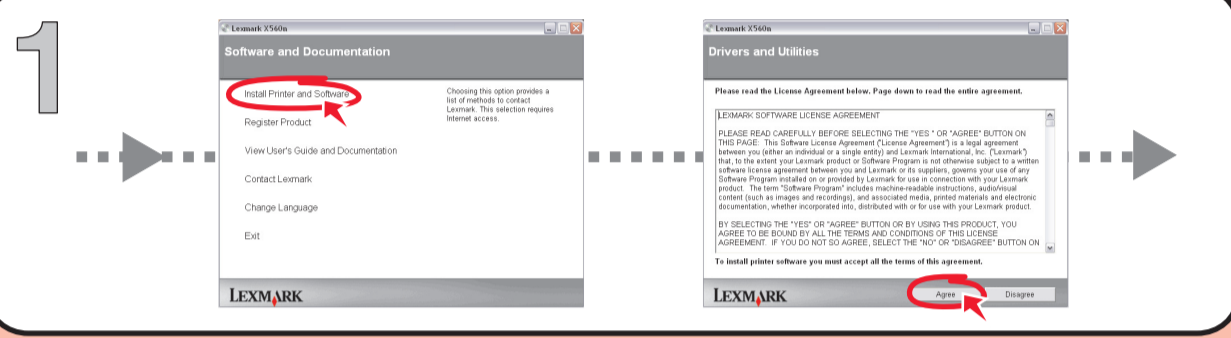 1
Lexmark X560n
Software and Documentation
Install Printer and Software
Register Product
View User's Guide and Documentation
Contact Lexmark
Change Language
Exit
Choosing this option provides a
list of methods to contact
Lexmark. This selection requires
Internet access.
LEXMARK
Lexmark X560n
Drivers and Utilities
Please read the License Agreement below. Page down to read the entire agreement.
LEXMARK SOFTWARE LICENSE AGREEMENT
PLEASE READ CAREFULLY BEFORE SELECTING THE "YES " OR "AGREE" BUTTON ON
THIS PAGE: This Software License Agreement ("License Agreement") is a legal agreement
between you (either an individual or a single entity) and Lexmark International, Inc. ("Lexmark")
that, to the extent your Lexmark product or Software Program is not otherwise subject to a written
software license agreement between you and Lexmark or its suppliers, governs your use of any
Software Program installed on or provided by Lexmark for use in connection with your Lexmark
product. The term "Software Program" includes machine-readable instructions, audio/visual
content (such as images and recordings), and associated media, printed materials and electronic
documentation, whether incorporated into, distributed with or for use with your Lexmark product.
BY SELECTING THE "YES" OR "AGREE" BUTTON OR BY USING THIS PRODUCT, YOU
AGREE TO BE BOUND BY ALL THE TERMS AND CONDITIONS OF THIS LICENSE
AGREEMENT. IF YOU DO NOT SO AGREE, SELECT THE "NO" OR "DISAGREE" BUTTON ON
To install printer software you must accept all the terms of this agreement.
LEXMARK
Agree
Disagree